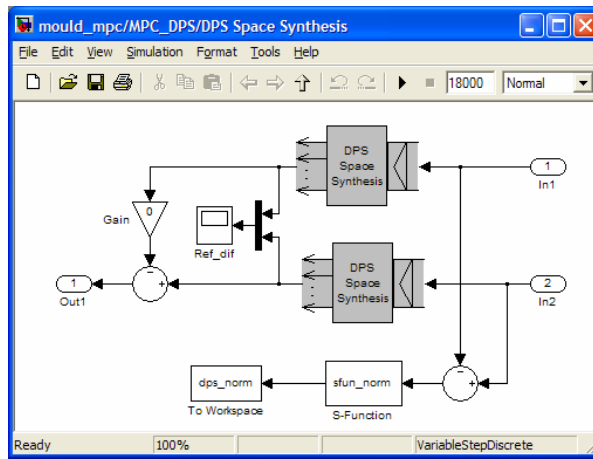 mould_mpc/MPC_DPS/DPS Space Synthesis
File Edit View Simulation Format Tools Help
18000 Normal
DPS
Space
Synthesis
1
In1
0
Gain
Ref_dif
DPS
Space
Synthesis
1
Out1
2
In2
dps_norm
To Workspace
sfun_norm
S-Function
Ready 100% VariableStepDiscrete